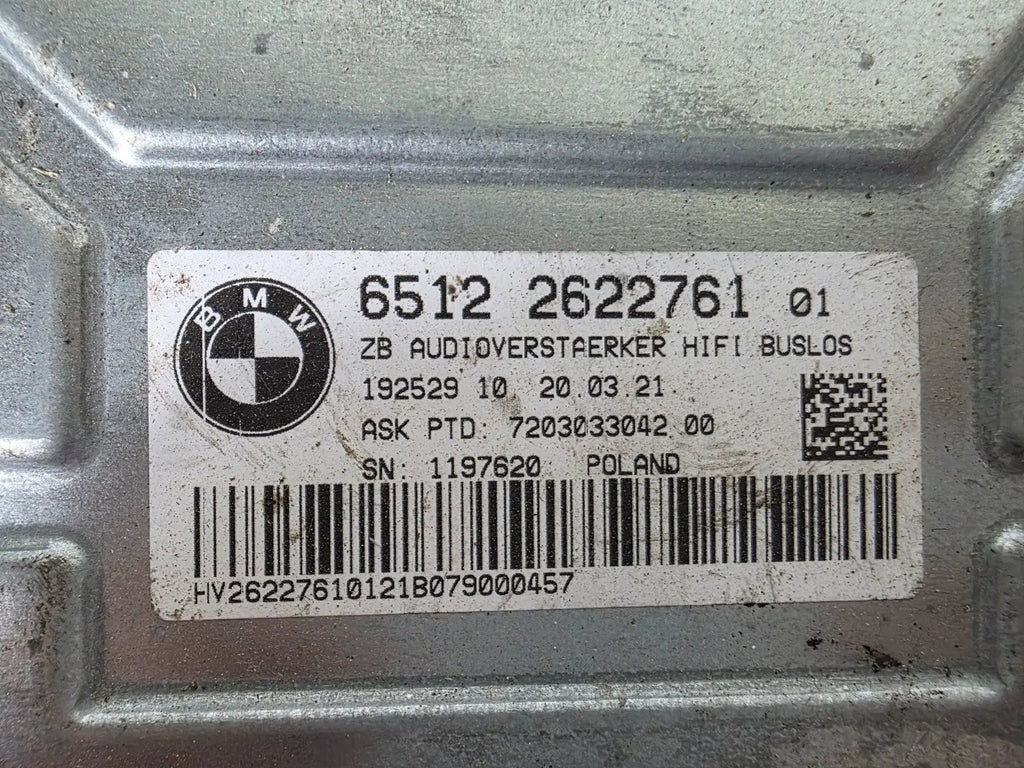 BMW
6512 2622761 01
ZB AUDIOVERSTAERKER HIFI BUSLOS
192529 10 20.03.21
ASK PTD: 7203033042 00
SN: 1197620 POLAND
HV26227610121B079000457